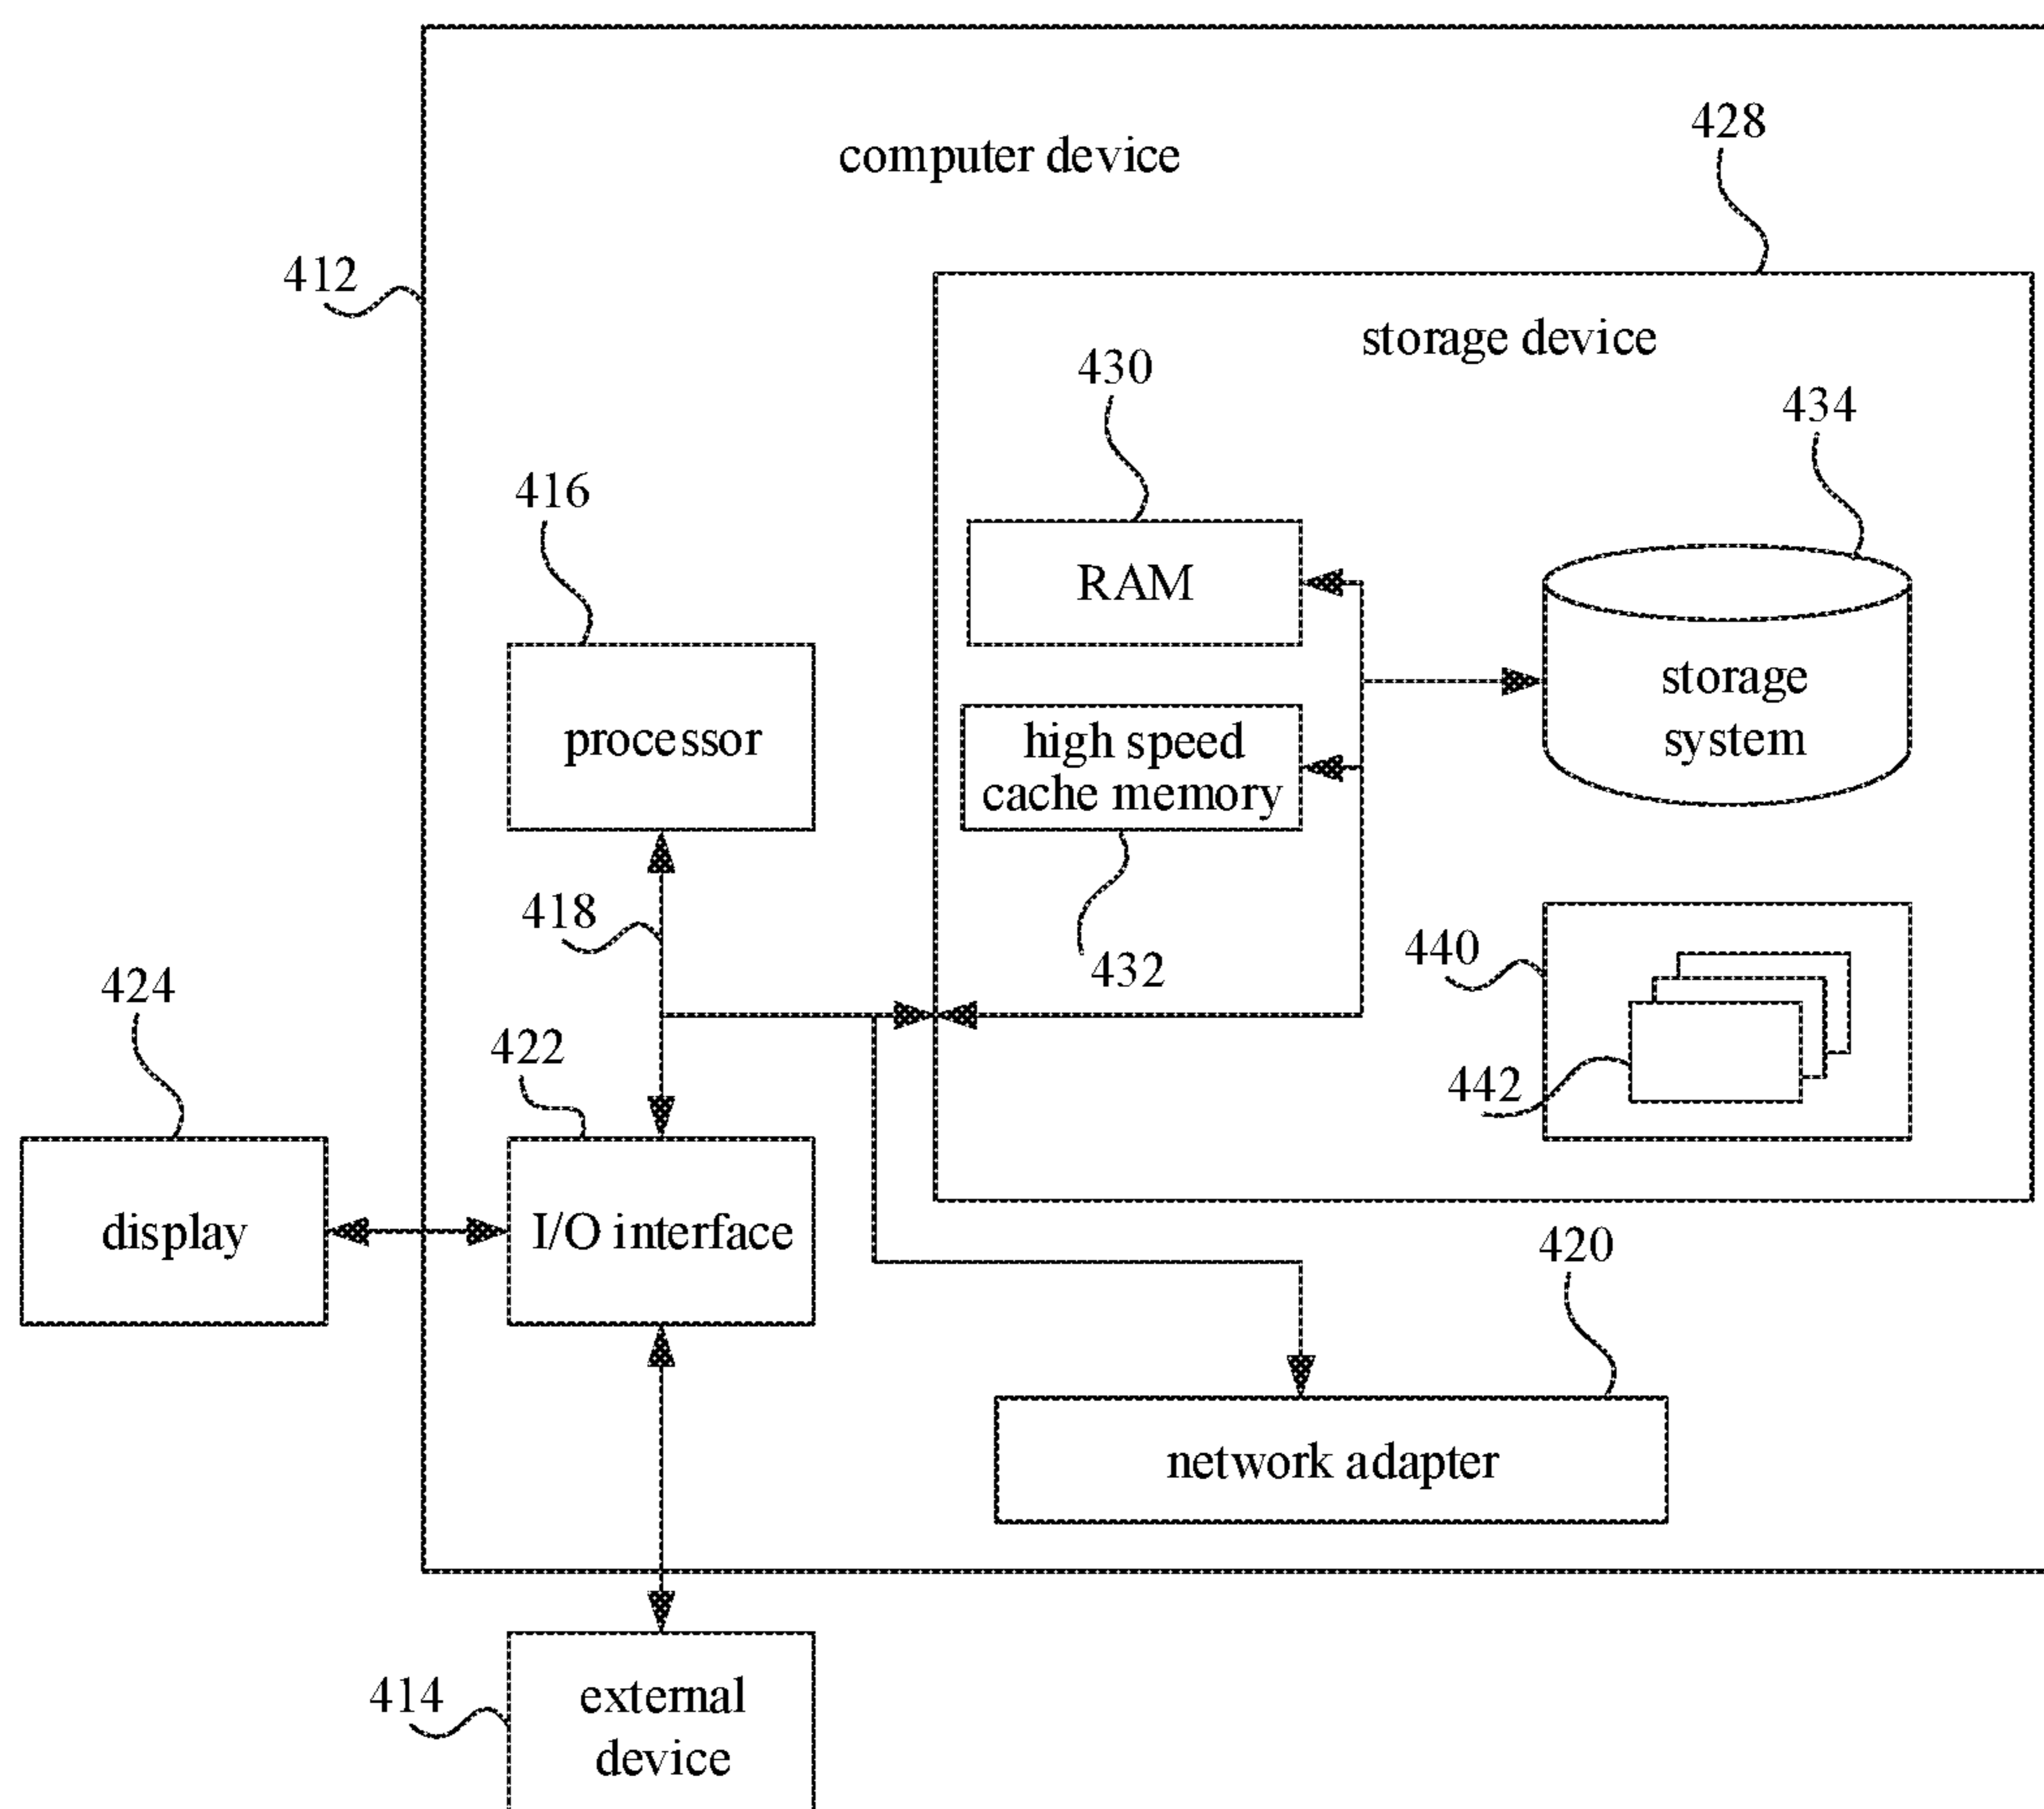 428
computer device
412
storage device
430
434
416
RAM
storage
system
processor
high speed
cache memory
418
432
440
424
422
442
display
I/O interface
420
network adapter
414
external
device